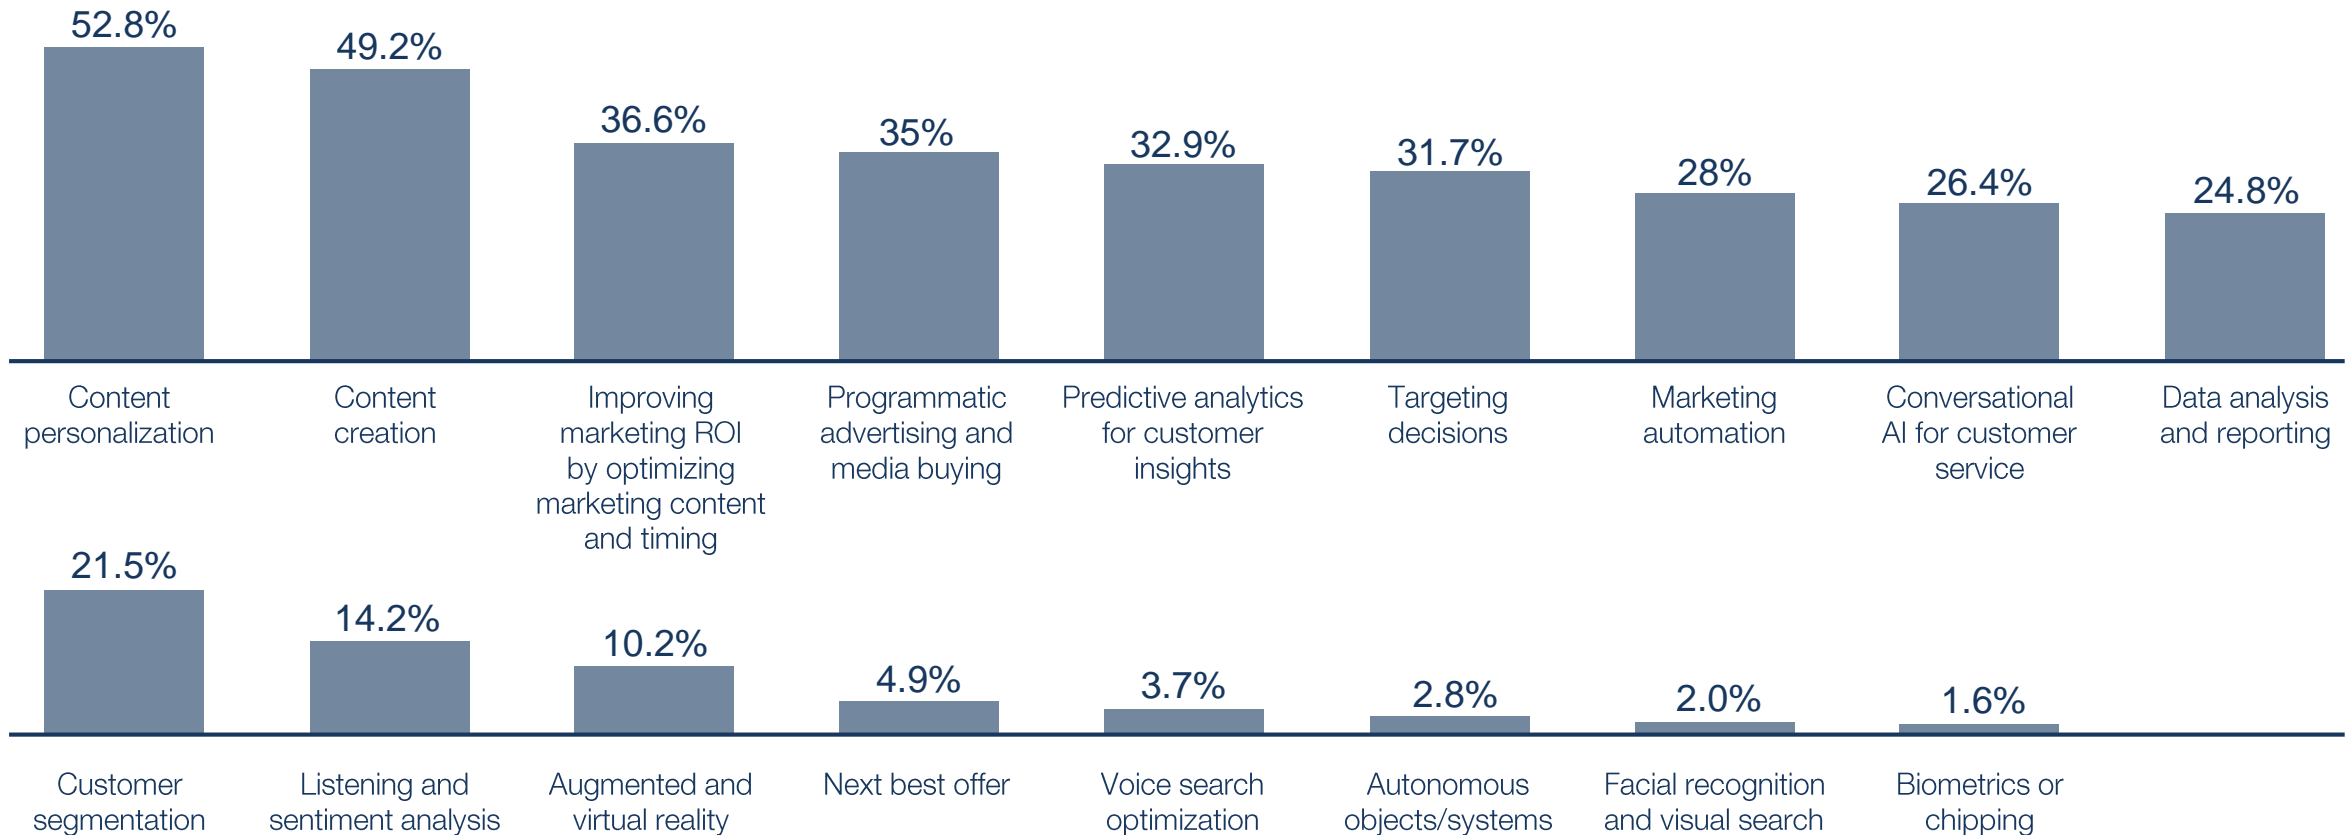 52.8%
49.2%
36.6%
35%
32.9%
31.7%
28%
26.4%
24.8%
Content
personalization
Content
creation
Improving
marketing ROI
by optimizing
marketing content
and timing
Programmatic
advertising and
media buying
Predictive analytics
for customer
insights
Targeting
decisions
Marketing
automation
Conversational
AI for customer
service
Data analysis
and reporting
21.5%
14.2%
10.2%
4.9%
3.7%
2.8%
2.0%
1.6%
Customer
segmentation
Listening and
sentiment analysis
Augmented and
virtual reality
Next best offer
Voice search
optimization
Autonomous
objects/systems
Facial recognition
and visual search
Biometrics or
chipping